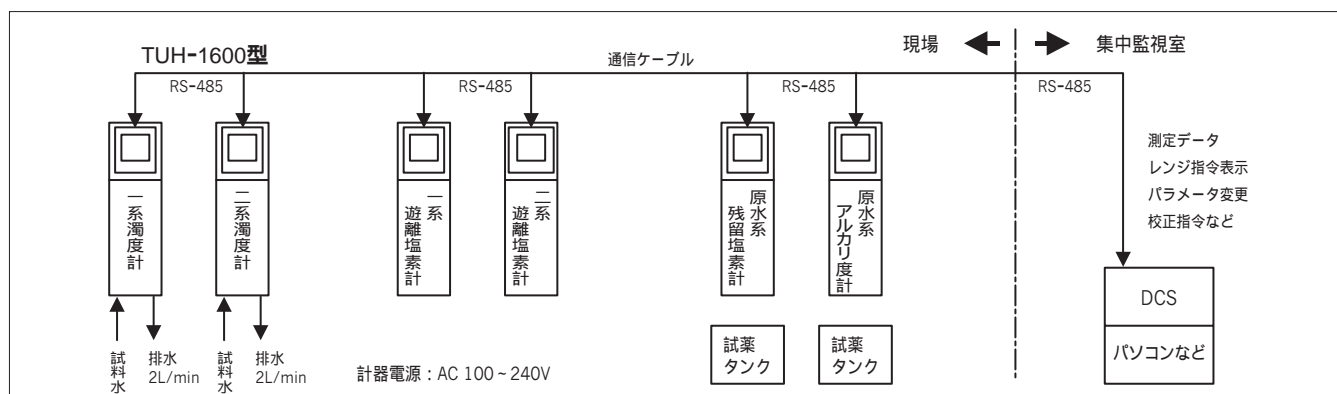 TUH-1600型
通信ケーブル
現場
集中監視室
RS-485
RS-485
RS-485
RS-485
測定データ
レンジ指令表示
パラメータ変更
校正指令など
一系濁度計
二系濁度計
一系
遊離塩素計
二系
遊離塩素計
原水系
残留塩素計
原水系
アルカリ度計
DCS
パソコンなど
試料水
排水
2L/min
試料水
排水
2L/min
計器電源：AC 100～240V
試薬
タンク
試薬
タンク